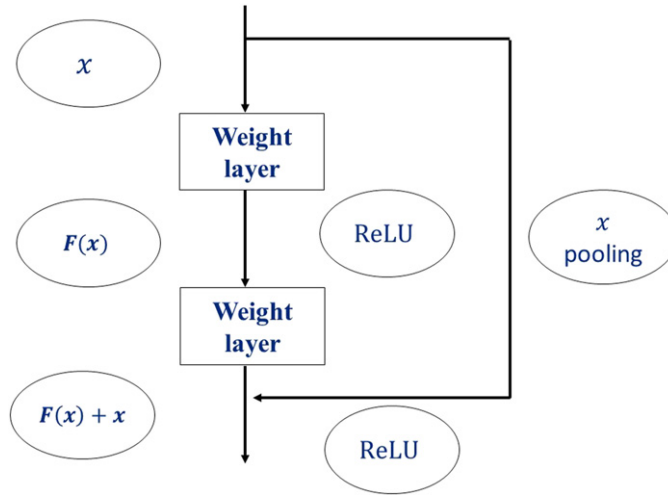 x
Weight
layer
F(x)
ReLU
x
pooling
Weight
layer
F(x) + x
ReLU